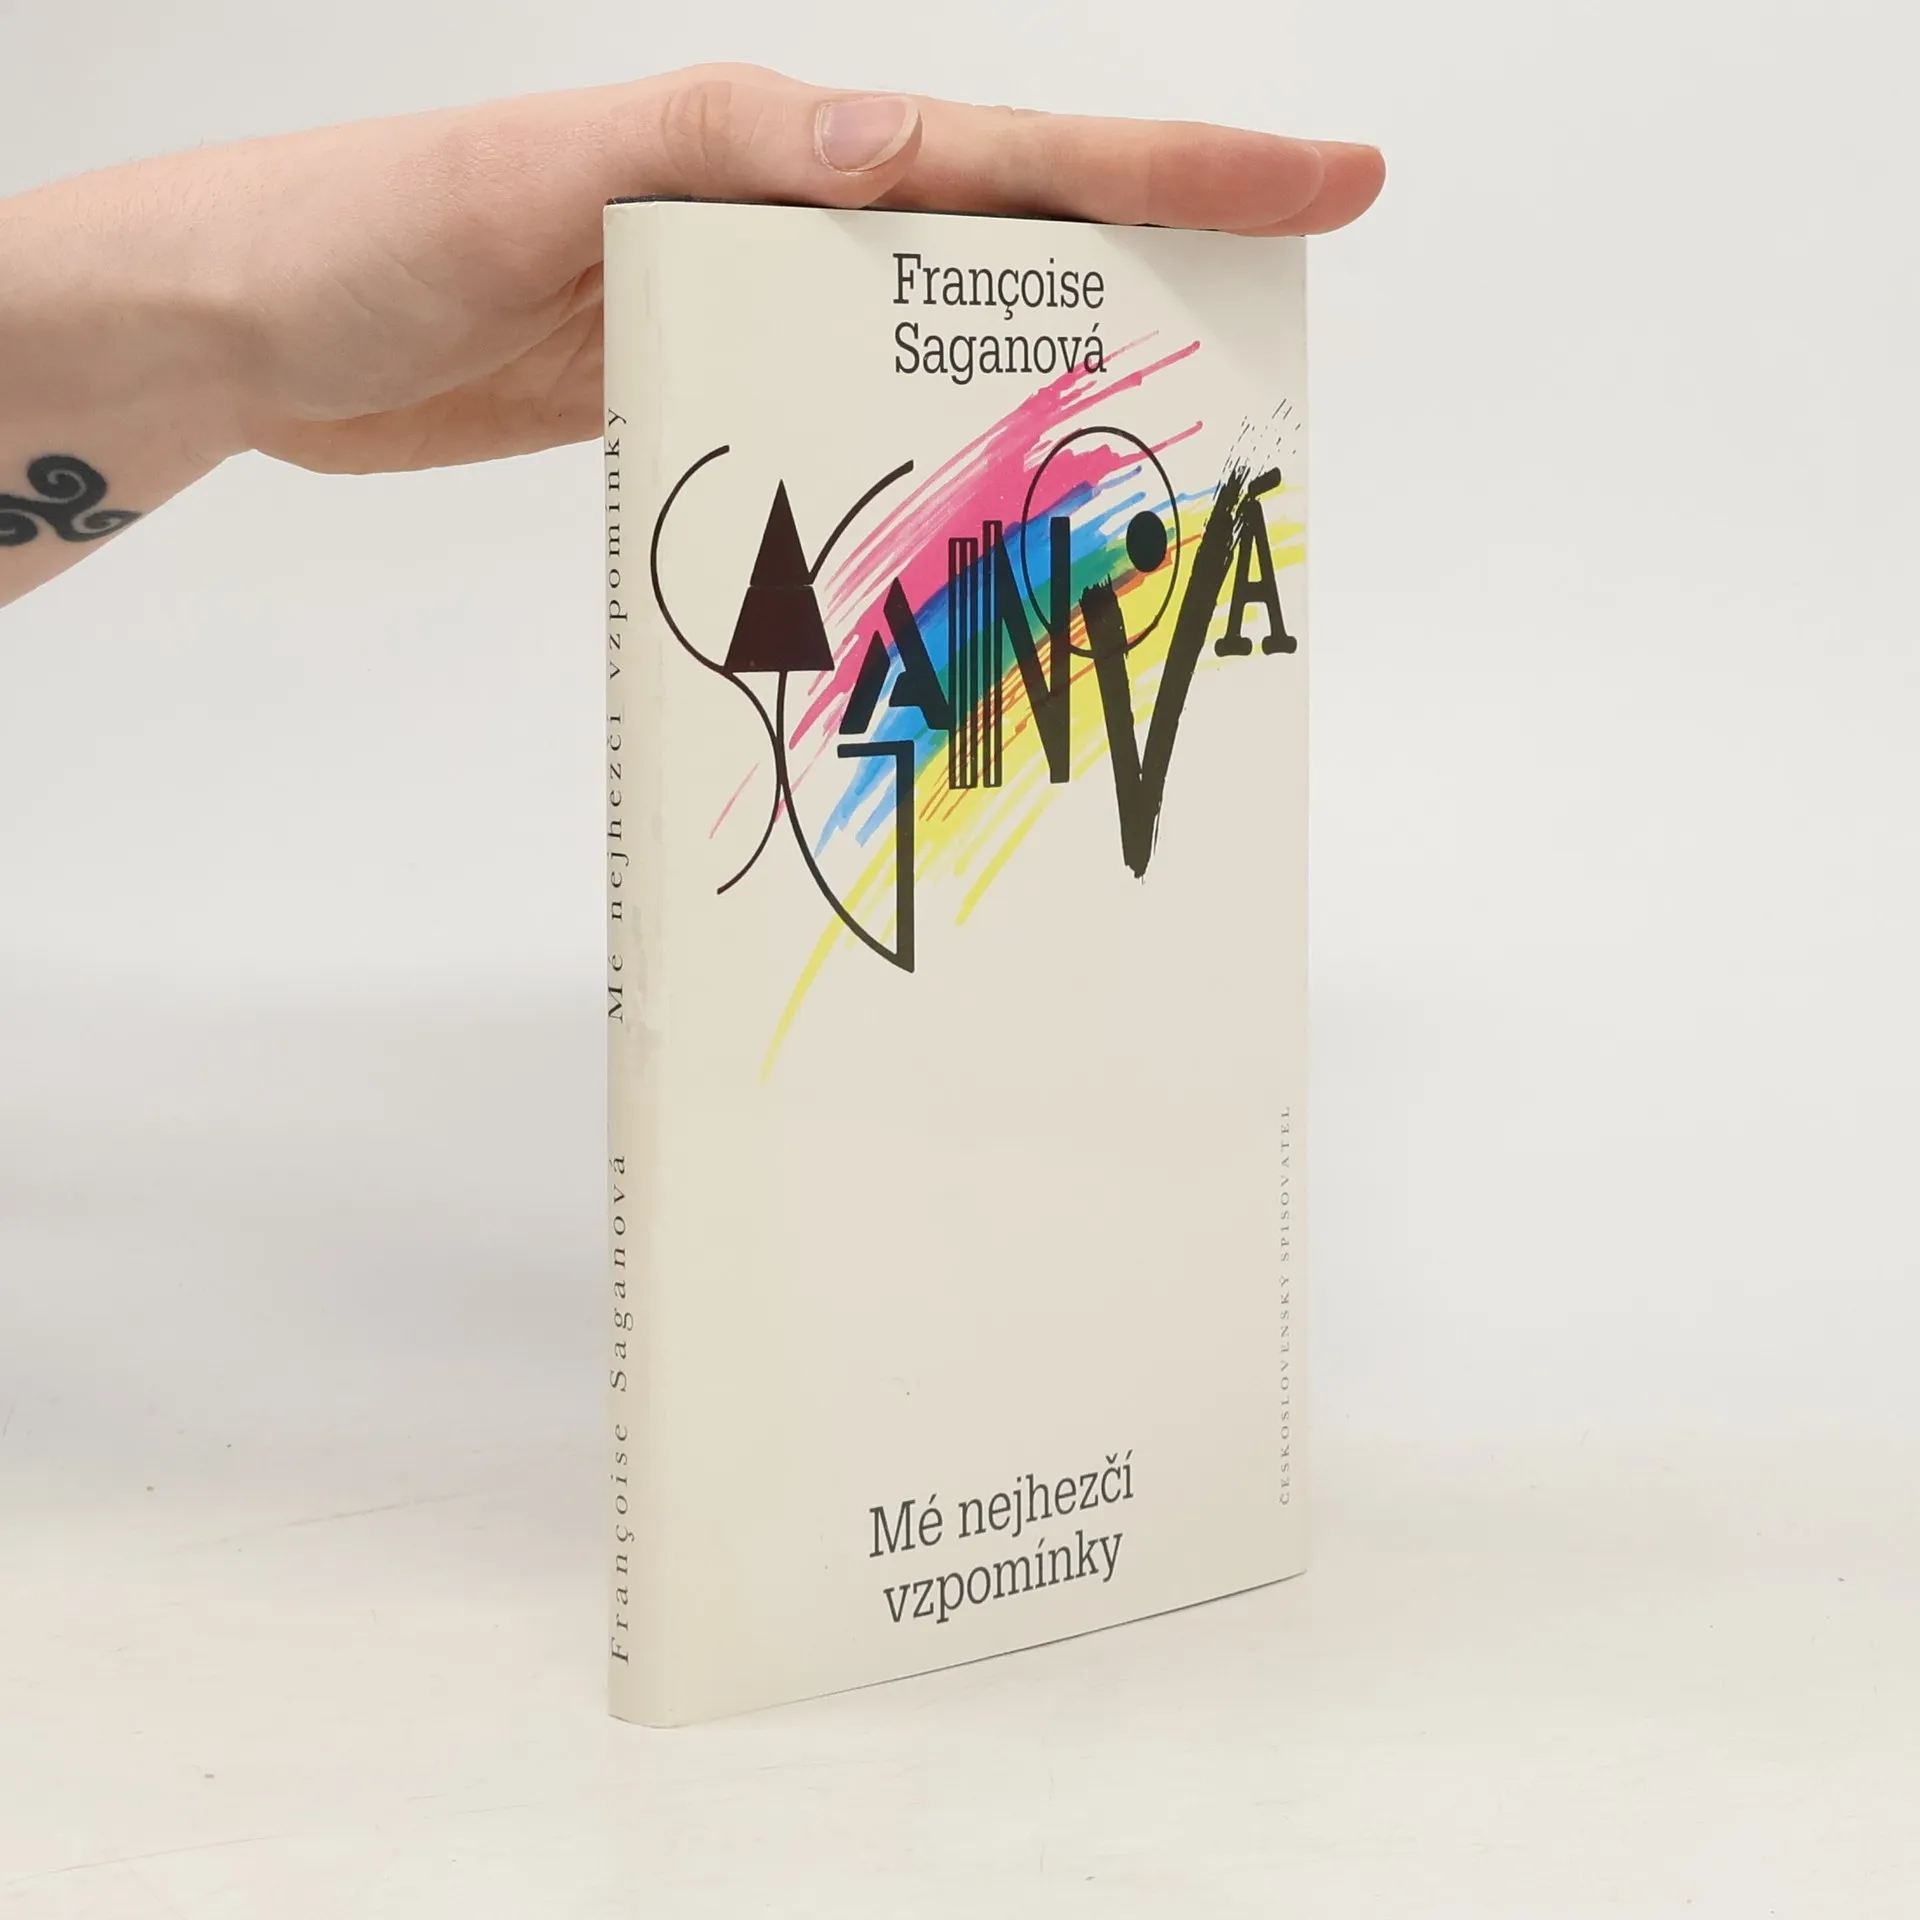 Françoise
Saganová
SAGANOVÁ
Mé nejhezčí
vzpomínky
ČESKOSLOVENSKÝ SPISOVATEL
Françoise Saganová Mé nejhezčí vzpomínky